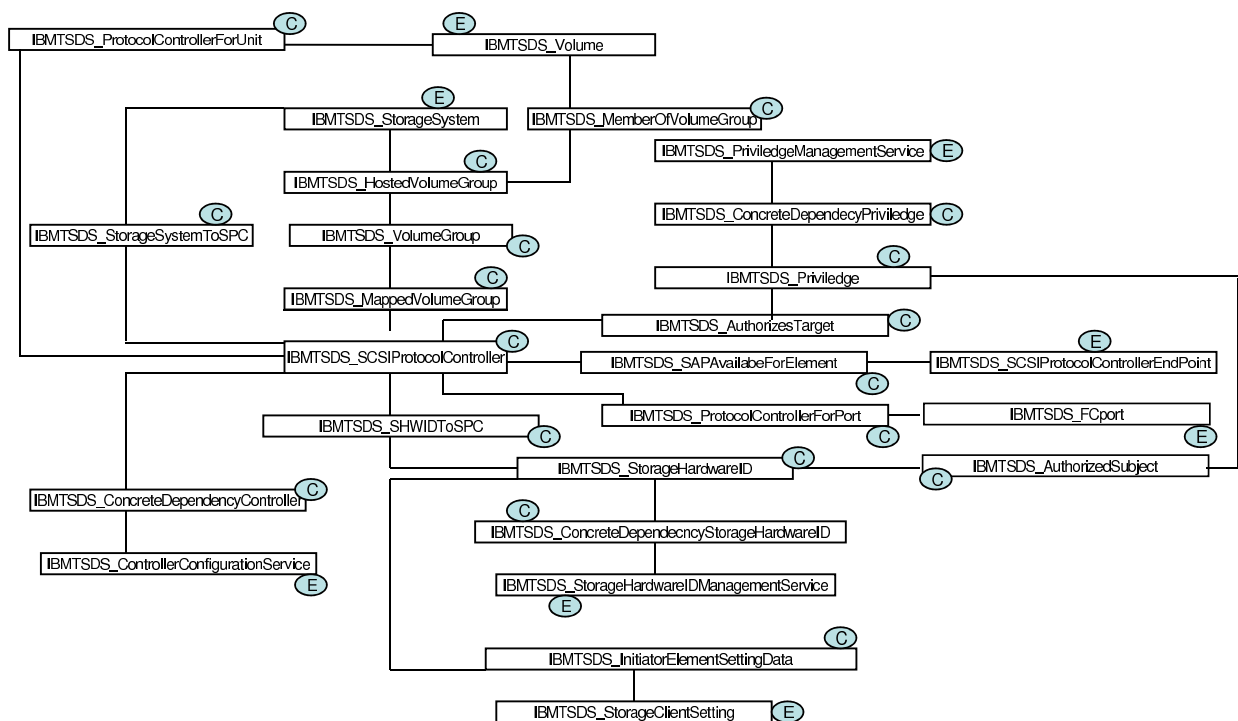 C
IBMTSDS_ProtocolControllerForUnit
E
IBMTSDS_Volume
E
IBMTSDS_StorageSystem
C
IBMTSDS_MemberOfVolumeGroup
IBMTSDS_PriviledgeManagementService E
C
IBMTSDS_HostedVolumeGroup
C
IBMTSDS_StorageSystemToSPC
IBMTSDS_VolumeGroup
C
IBMTSDS_ConcreteDependecyPriviledge C
C
IBMTSDS_Priviledge
C
IBMTSDS_MappedVolumeGroup
IBMTSDS_AuthorizesTarget C
C
IBMTSDS_SCSIProtocolController
IBMTSDS_SAPAvailabeForElement
C
E
IBMTSDS_SCSIProtocolControllerEndPoint
IBMTSDS_ProtocolControllerForPort
C
IBMTSDS_FCport
E
IBMTSDS_SHWIDToSPC
C
IBMTSDS_StorageHardwareID C
IBMTSDS_AuthorizedSubject
C
IBMTSDS_ConcreteDependencyController C
C
IBMTSDS_ConcreteDependecncyStorageHardwareID
IBMTSDS_ControllerConfigurationService
E
IBMTSDS_StorageHardwareIDManagementService
E
C
IBMTSDS_InitiatorElementSettingData
IBMTSDS_StorageClientSetting E